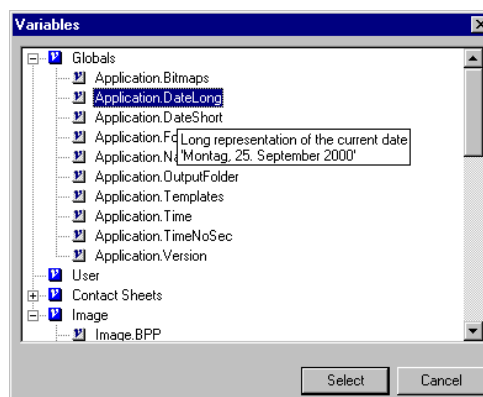 Variables
Globals
Application.Bitmaps
Application.DateLong
Application.DateShort
Application.Fo
Long representation of the current date
Application.Na
'Montag, 25. September 2000'
Application.OutputFolder
Application.Templates
Application.Time
Application.TimeNoSec
Application.Version
User
Contact Sheets
Image
Image.BPP
Select
Cancel